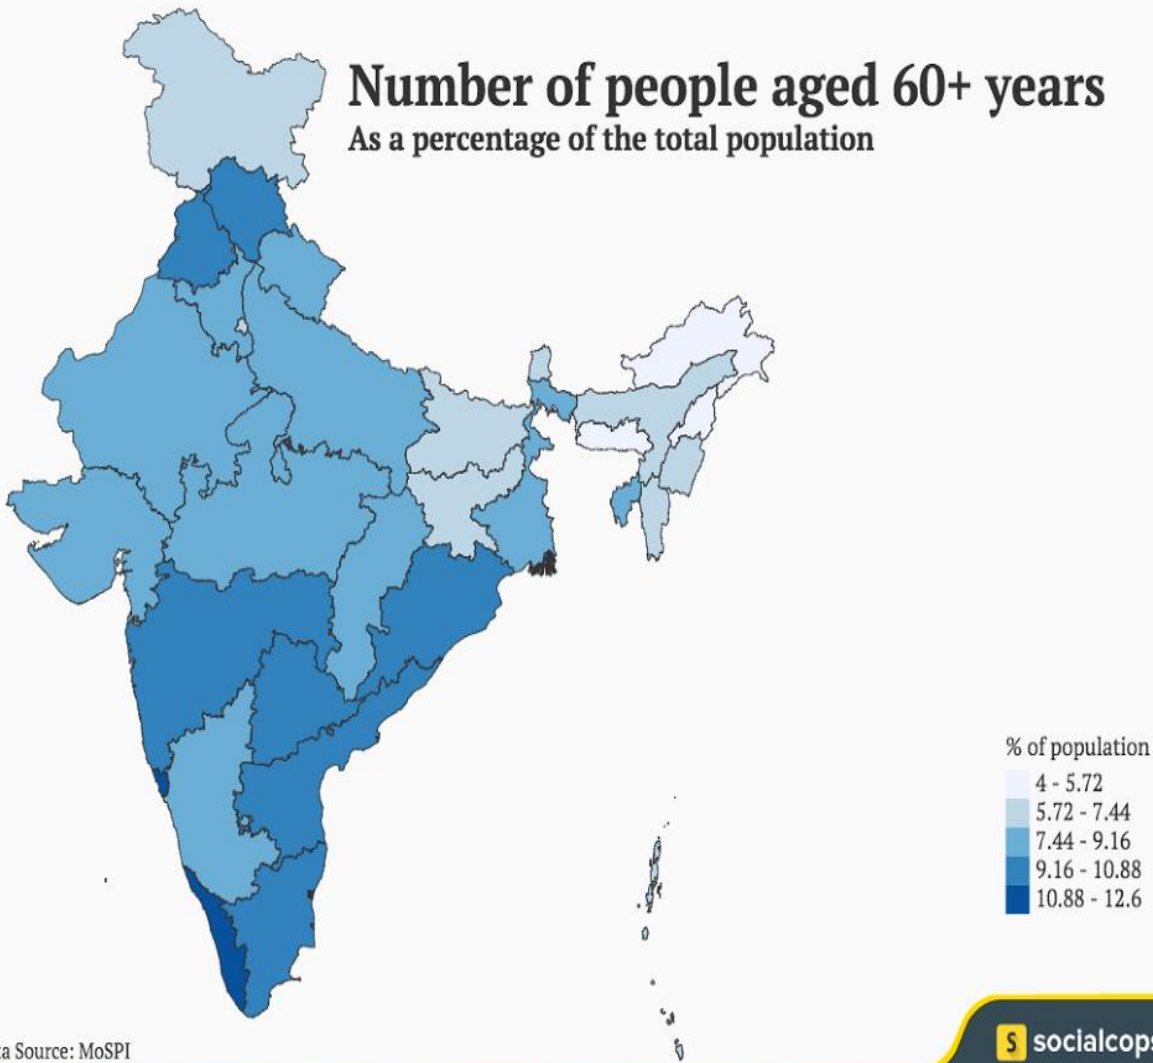 Number of people aged 60+ years
As a percentage of the total population
% of population
4 - 5.72
5.72 - 7.44
7.44 - 9.16
9.16 - 10.88
10.88 - 12.6
ta Source: MoSPI
S socialcops